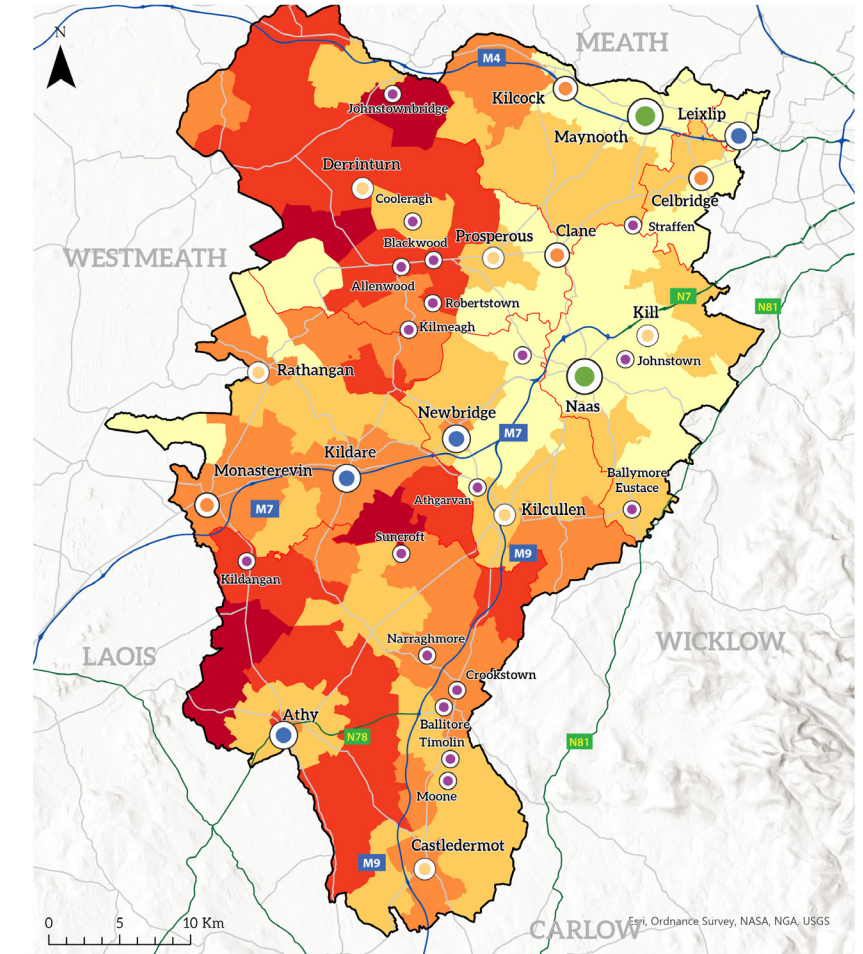 N
MEATH
M4
Kilcock
Leixlip
Johnstownbridge
Maynooth
Derrinturn
Celbridge
Cooleragh
Straffen
Prosperous
Clane
Blackwood
WESTMEATH
Allenwood
N7
N81
Robertstown
Kill
Kilmeagh
Johnstown
Rathangan
Naas
Newbridge
M7
Kildare
Monasterevin
Ballymore
Eustace
Athgarvan
M7
Kilcullen
Suncroft
M9
Kildangan
Narraghmore
WICKLOW
LAOIS
Crookstown
Athy
Ballitore
N78
Timolin
N81
Moone
Castledermot
M9
0 5 10 Km
CARLOW
Esri, Ordnance Survey, NASA, NGA, USGS